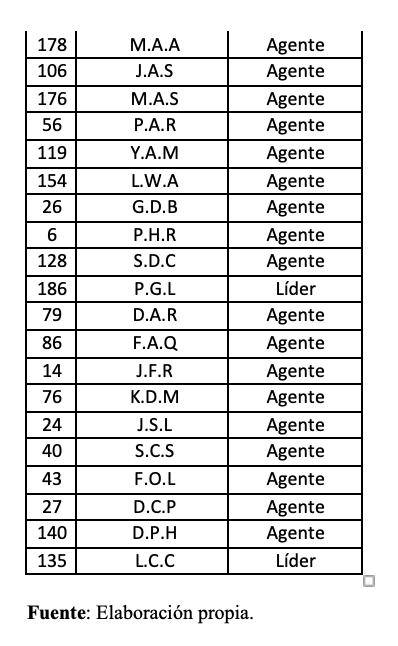 178 M.A.A Agente
106 J.A.S Agente
176 M.A.S Agente
56 P.A.R Agente
119 Y.A.M Agente
154 L.W.A Agente
26 G.D.B Agente
6 P.H.R Agente
128 S.D.C Agente
186 P.G.L Líder
79 D.A.R Agente
86 F.A.Q Agente
14 J.F.R Agente
76 K.D.M Agente
24 J.S.L Agente
40 S.C.S Agente
43 F.O.L Agente
27 D.C.P Agente
140 D.P.H Agente
135 L.C.C Líder
Fuente: Elaboración propia.